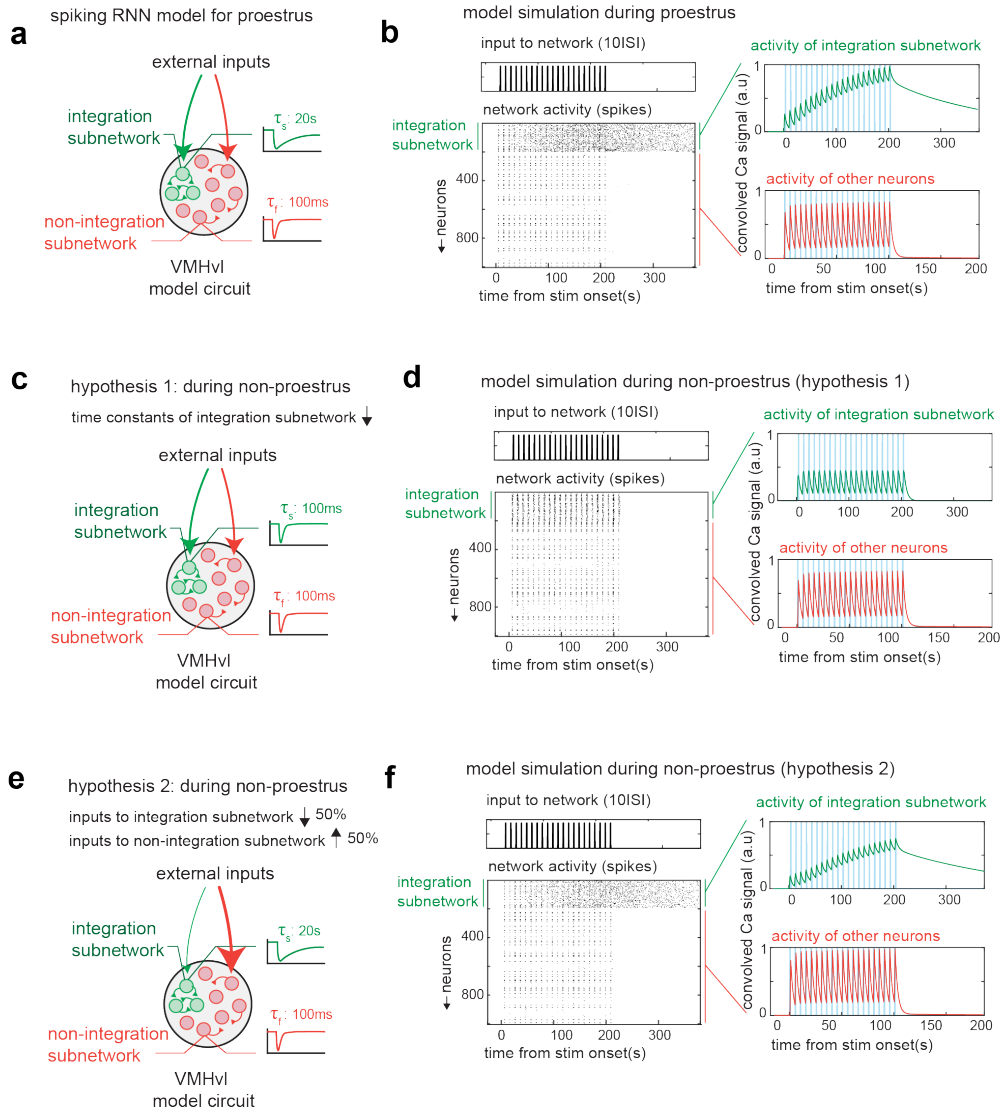 spiking RNN model for proestrus
a
external inputs
integration
subnetwork
τs: 20s
non-integration
subnetwork
τf: 100ms
VMHvl
model circuit
model simulation during proestrus
b
input to network (10ISI)
network activity (spikes)
integration
subnetwork
400
800
neurons
0
100
200
300
time from stim onset(s)
activity of integration subnetwork
1
0
0
100
200
300
convolved Ca signal (a.u)
activity of other neurons
1
0
0
50
100
150
200
time from stim onset(s)
c
hypothesis 1: during non-proestrus
time constants of integration subnetwork ↓
external inputs
integration
subnetwork
τs: 100ms
non-integration
subnetwork
τf: 100ms
VMHvl
model circuit
d
model simulation during non-proestrus (hypothesis 1)
input to network (10ISI)
network activity (spikes)
integration
subnetwork
400
800
neurons
0
100
200
300
time from stim onset(s)
activity of integration subnetwork
1
0
0
100
200
300
convolved Ca signal (a.u)
activity of other neurons
1
0
0
50
100
150
200
time from stim onset(s)
e
hypothesis 2: during non-proestrus
inputs to integration subnetwork ↓ 50%
inputs to non-integration subnetwork ↑ 50%
external inputs
integration
subnetwork
τs: 20s
non-integration
subnetwork
τf: 100ms
VMHvl
model circuit
f
model simulation during non-proestrus (hypothesis 2)
input to network (10ISI)
network activity (spikes)
integration
subnetwork
400
800
neurons
0
100
200
300
time from stim onset(s)
activity of integration subnetwork
1
0
0
100
200
300
convolved Ca signal (a.u)
activity of other neurons
1
0
0
50
100
150
200
time from stim onset(s)